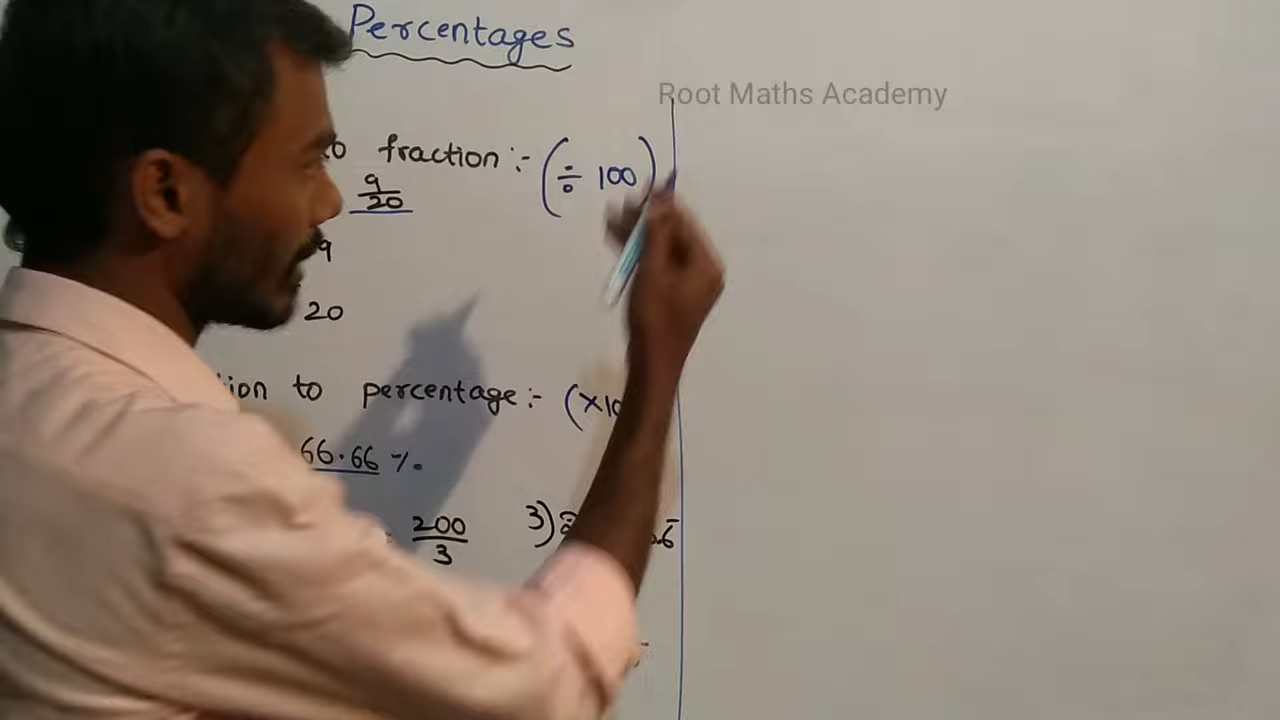 Percentages
Root Maths Academy
to fraction :- (÷ 100)
9/20
9
20
ion to percentage :- (×10
66.66 %.
200/3
3)